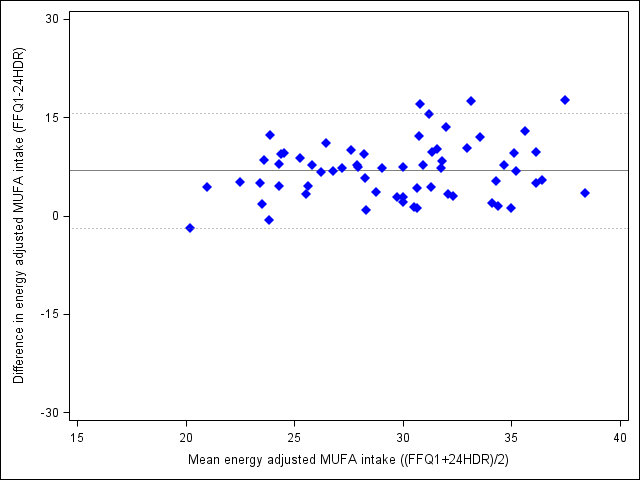 Difference in energy adjusted MUFA intake (FFQ1-24HDR)
30
15
0
-15
-30
15 20 25 30 35 40
Mean energy adjusted MUFA intake ((FFQ1+24HDR)/2)